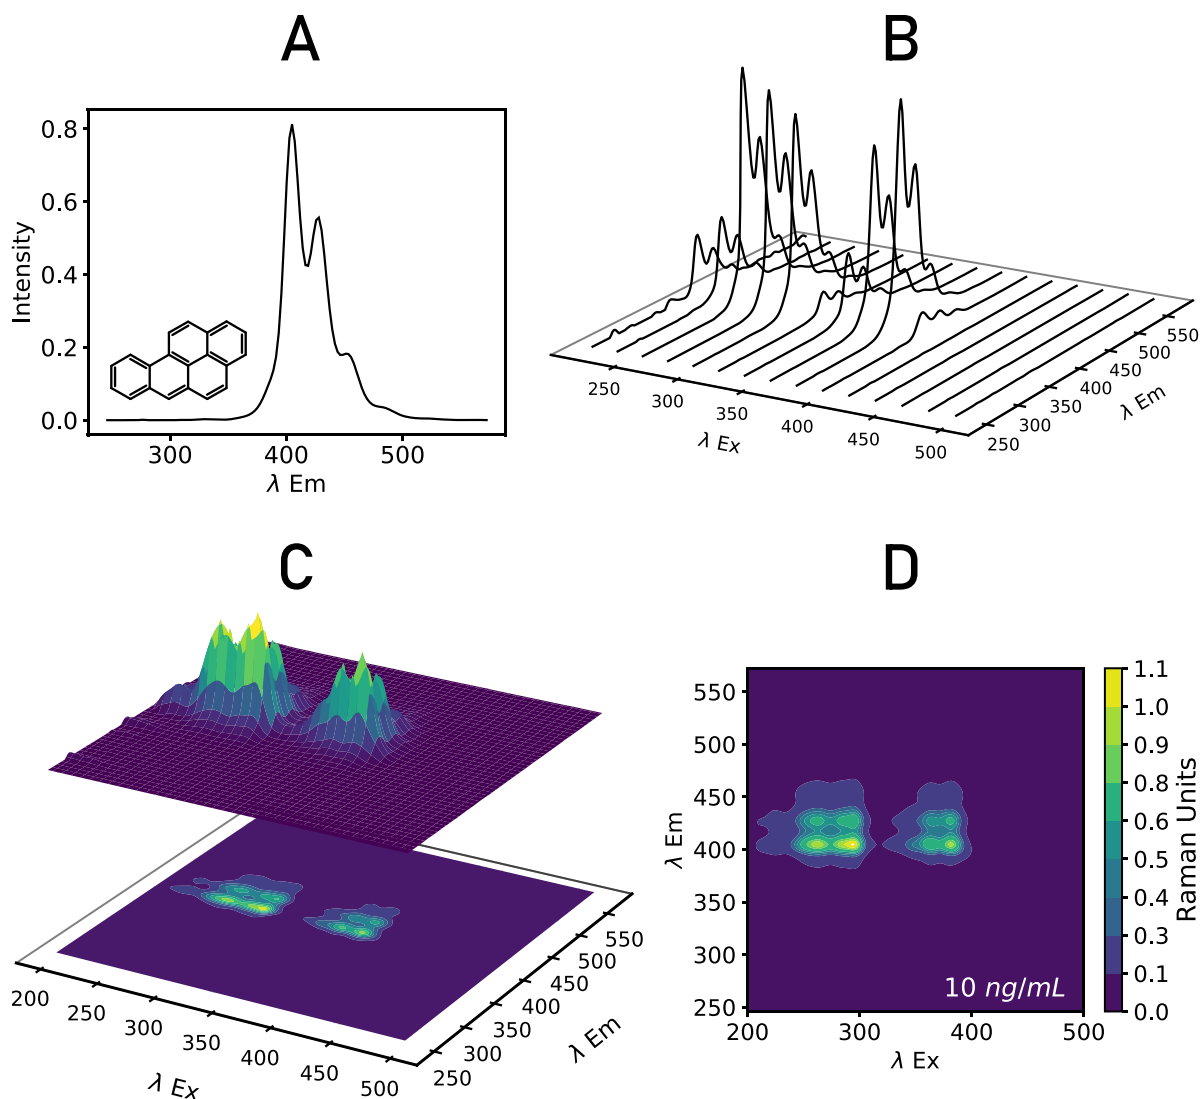 A
Intensity
0.8
0.6
0.4
0.2
0.0
300 400 500
λ Em
B
250 300 350 400 450 500
λ Ex
250 300 350 400 450 500 550
λ Em
C
200 250 300 350 400 450 500
λ Ex
250 300 350 400 450 500 550
λ Em
D
λ Em
550
500
450
400
350
300
250
10 ng/mL
200 300 400 500
λ Ex
1.1
1.0
0.9
0.8
0.6
0.5
0.4
0.3
0.1
0.0
Raman Units